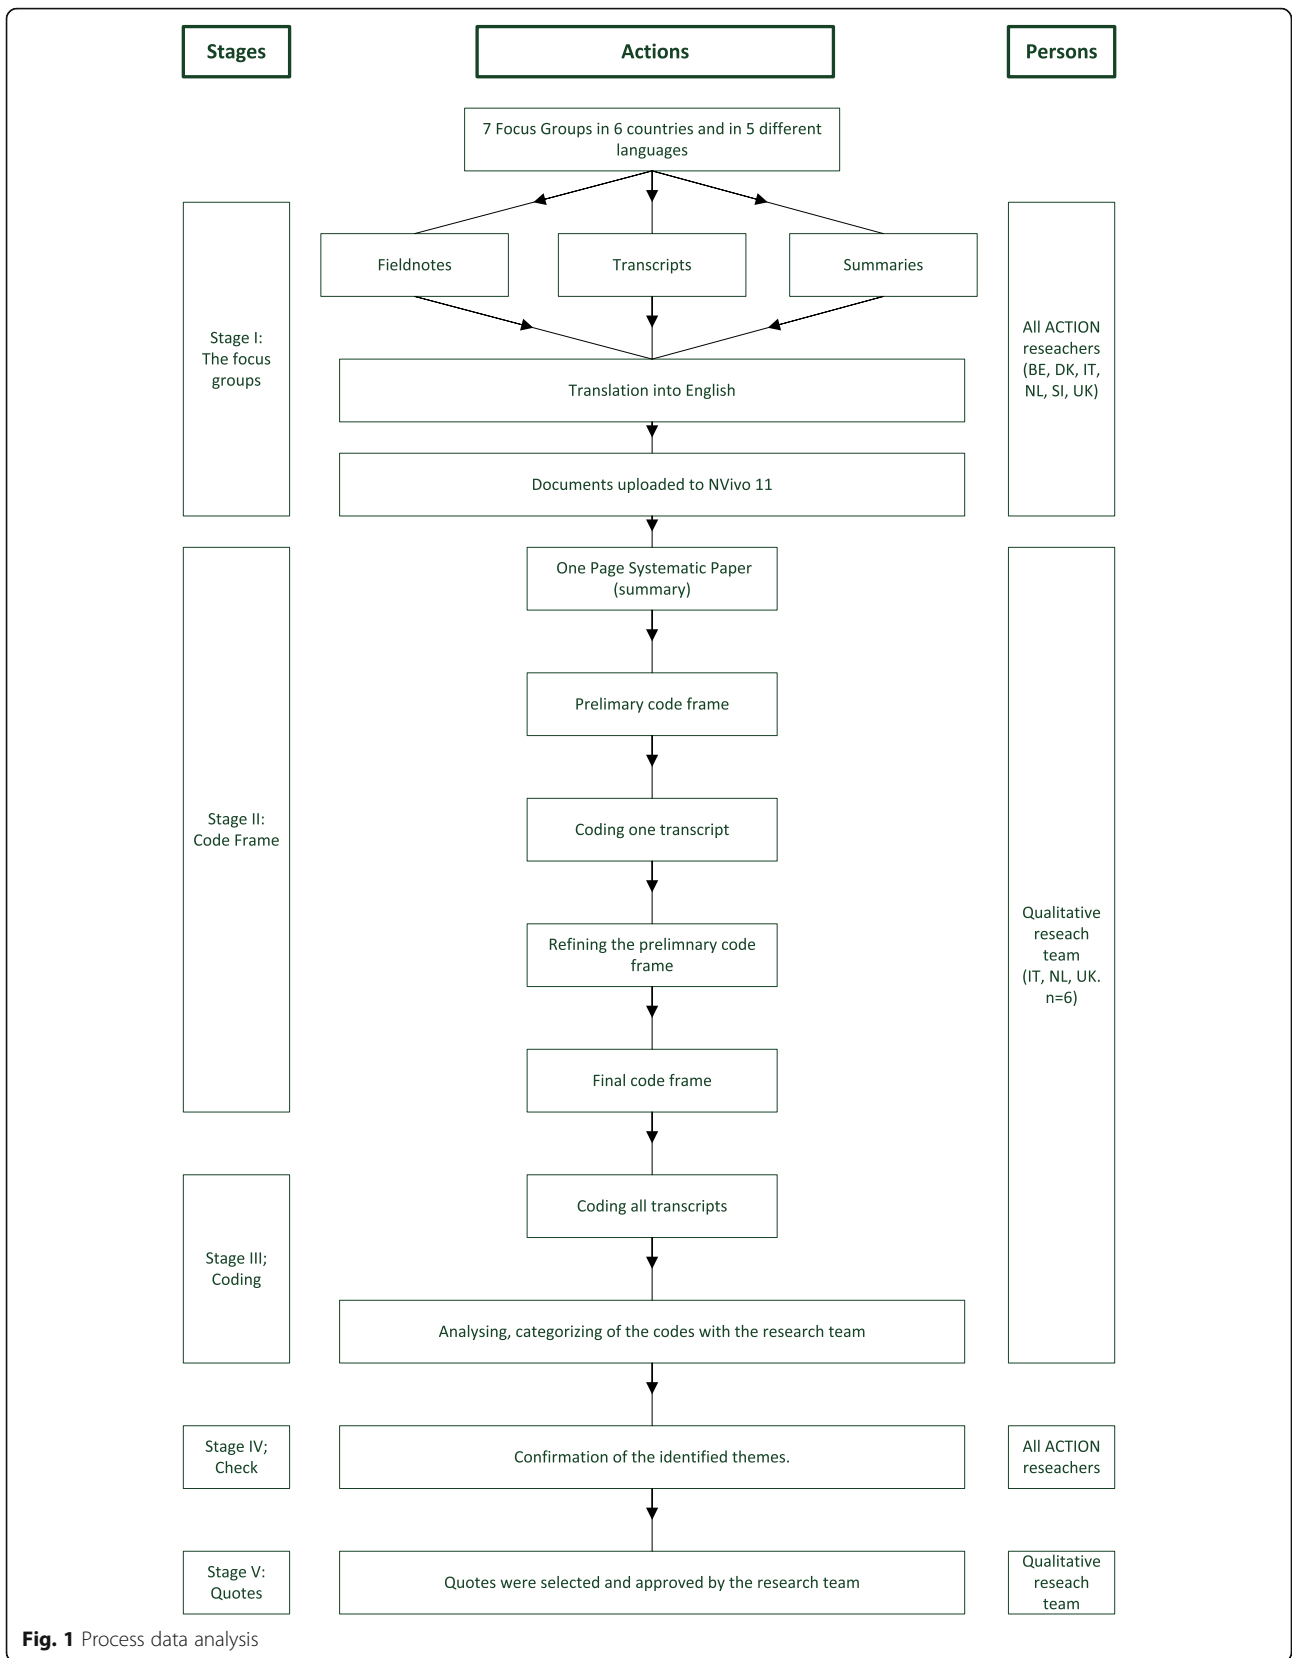 Stages
Actions
Persons
7 Focus Groups in 6 countries and in 5 different
languages
Fieldnotes
Transcripts
Summaries
Stage I:
The focus
groups
All ACTION
reseachers
(BE, DK, IT,
NL, SI, UK)
Translation into English
Documents uploaded to NVivo 11
One Page Systematic Paper
(summary)
Prelimary code frame
Stage II:
Code Frame
Coding one transcript
Refining the prelimnary code
frame
Qualitative
reseach
team
(IT, NL, UK.
n=6)
Final code frame
Coding all transcripts
Stage III;
Coding
Analysing, categorizing of the codes with the research team
Stage IV;
Check
Confirmation of the identified themes.
All ACTION
reseachers
Stage V:
Quotes
Quotes were selected and approved by the research team
Qualitative
reseach
team
Fig. 1 Process data analysis